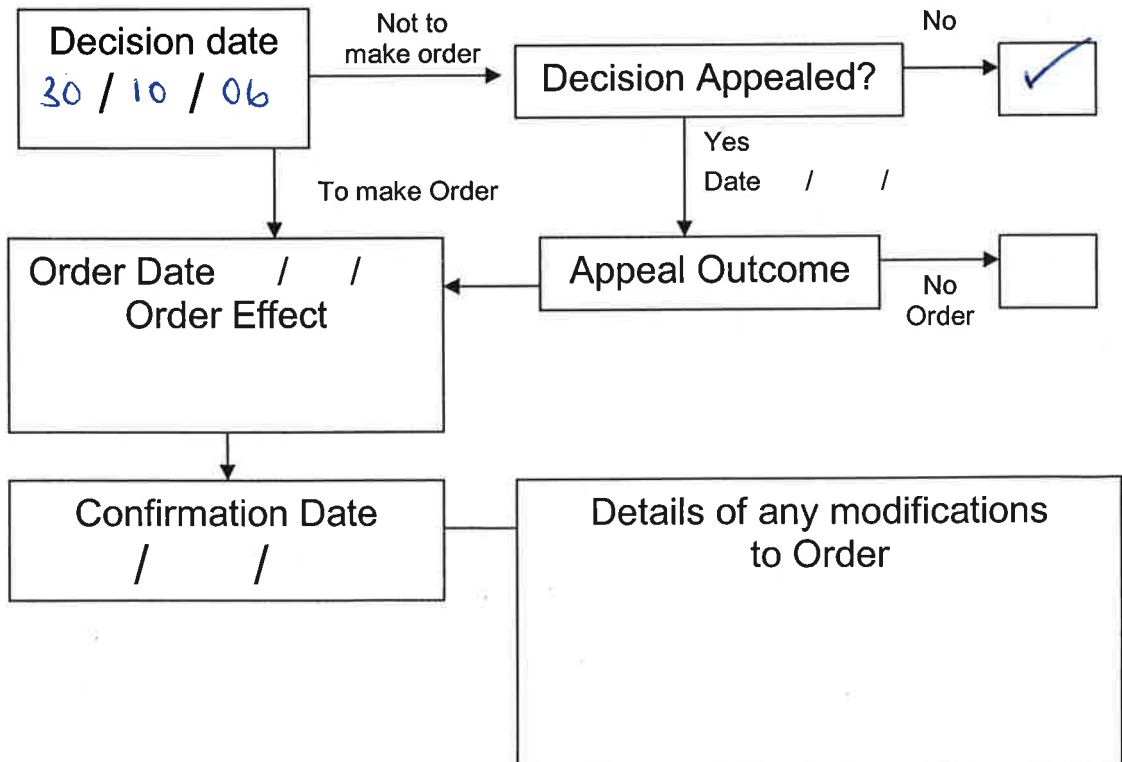 Decision date
30 / 10 / 06
Not to
make order
Decision Appealed?
No
✓
To make Order
Yes
Date / /
Order Date / /
Order Effect
Appeal Outcome
No
Order
Confirmation Date
/ /
Details of any modifications
to Order